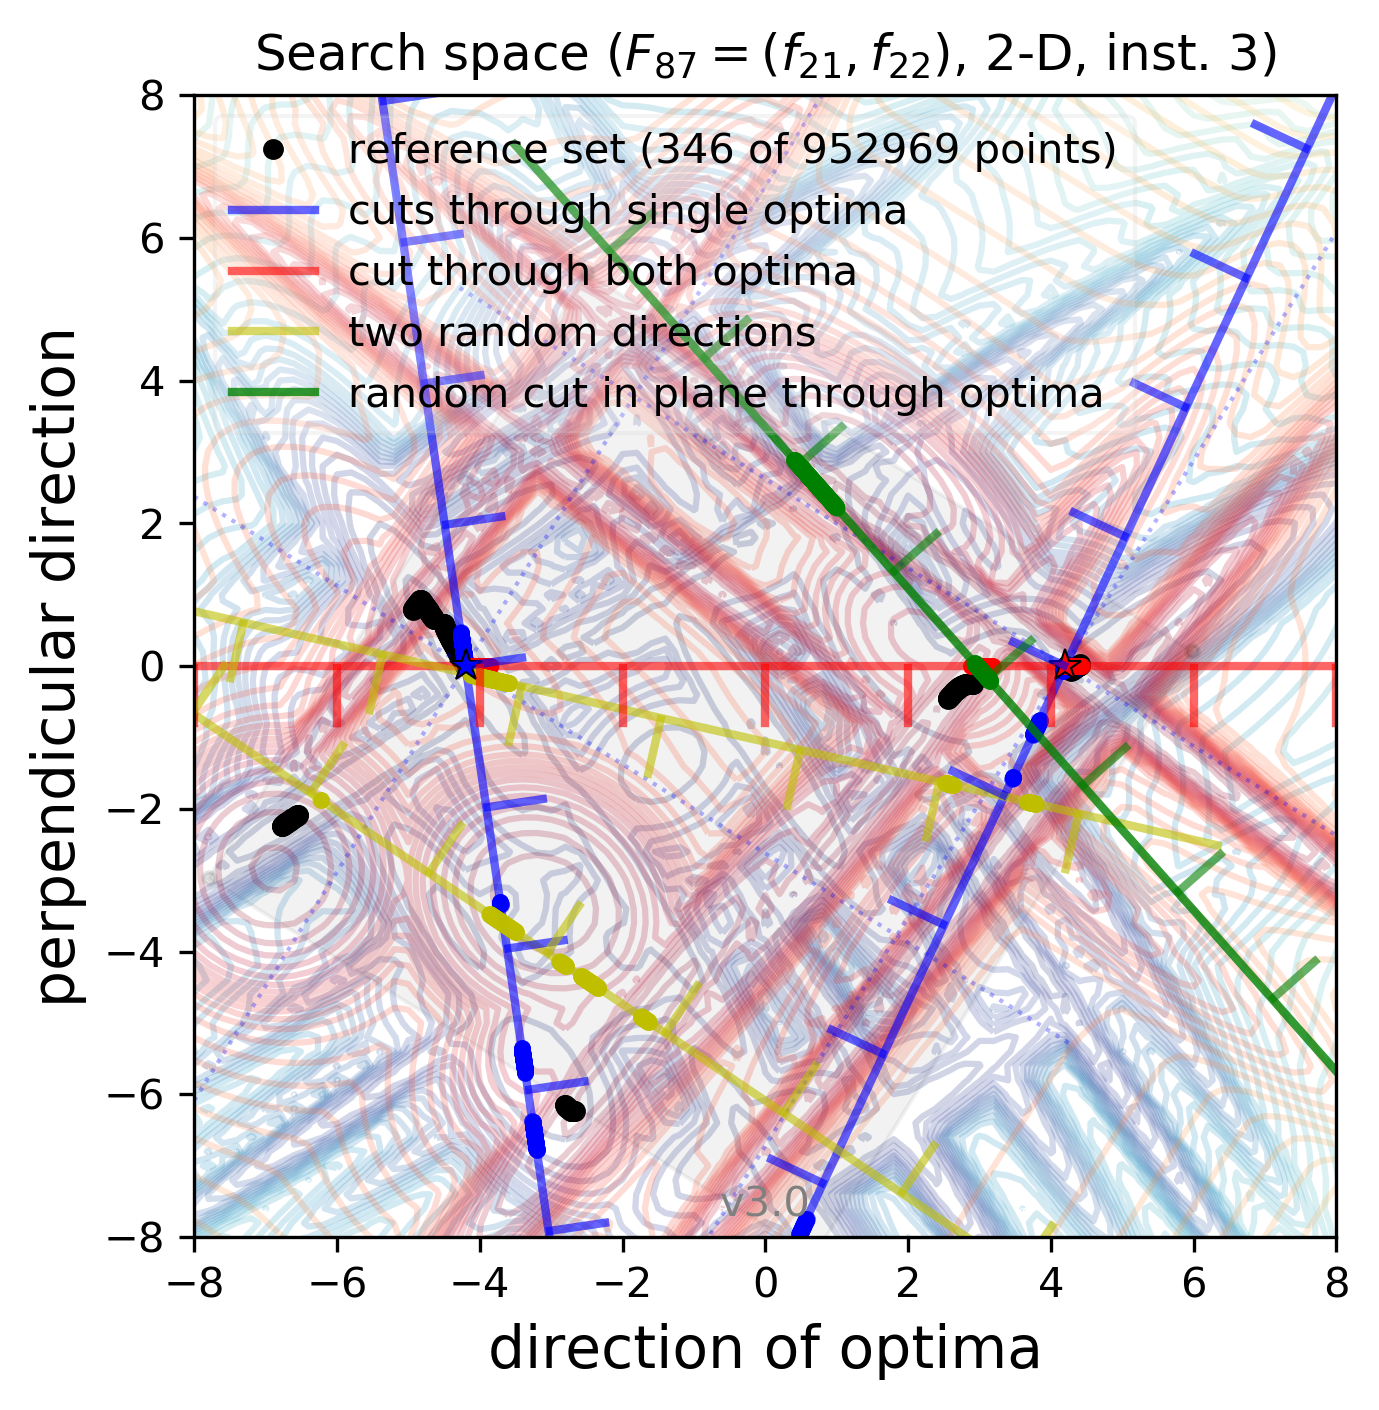 Search space (F87 = (f21, f22), 2-D, inst. 3)
reference set (346 of 952969 points)
cuts through single optima
cut through both optima
two random directions
random cut in plane through optima
perpendicular direction
8
6
4
2
0
−2
−4
−6
−8
v3.0
−8 −6 −4 −2 0 2 4 6 8
direction of optima